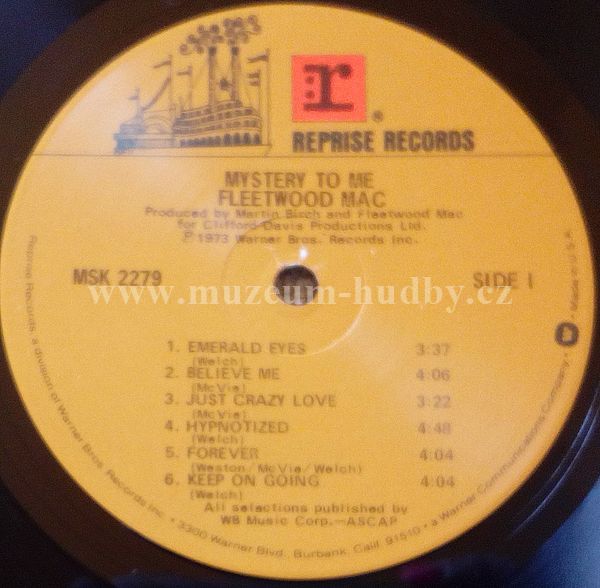 r®
REPRISE RECORDS
MYSTERY TO ME
FLEETWOOD MAC
Produced by Martin Birch and Fleetwood Mac
for Clifford Davis Productions Ltd.
℗ 1973 Warner Bros. Records Inc.
MSK 2279
SIDE 1
www.muzeum-hudby.cz
1. EMERALD EYES 3:37
(Welch)
2. BELIEVE ME 4:06
(McVie)
3. JUST CRAZY LOVE 3:22
(McVie)
4. HYPNOTIZED 4:48
(Welch)
5. FOREVER 4:04
(Weston/McVie/Welch)
6. KEEP ON GOING 4:04
(Welch)
All selections published by
WB Music Corp.—ASCAP
Reprise Records, a division of Warner Bros. Records Inc. • 3300 Warner Blvd., Burbank, Calif. 91510 • a Warner Communications Company. • Made in U.S.A.